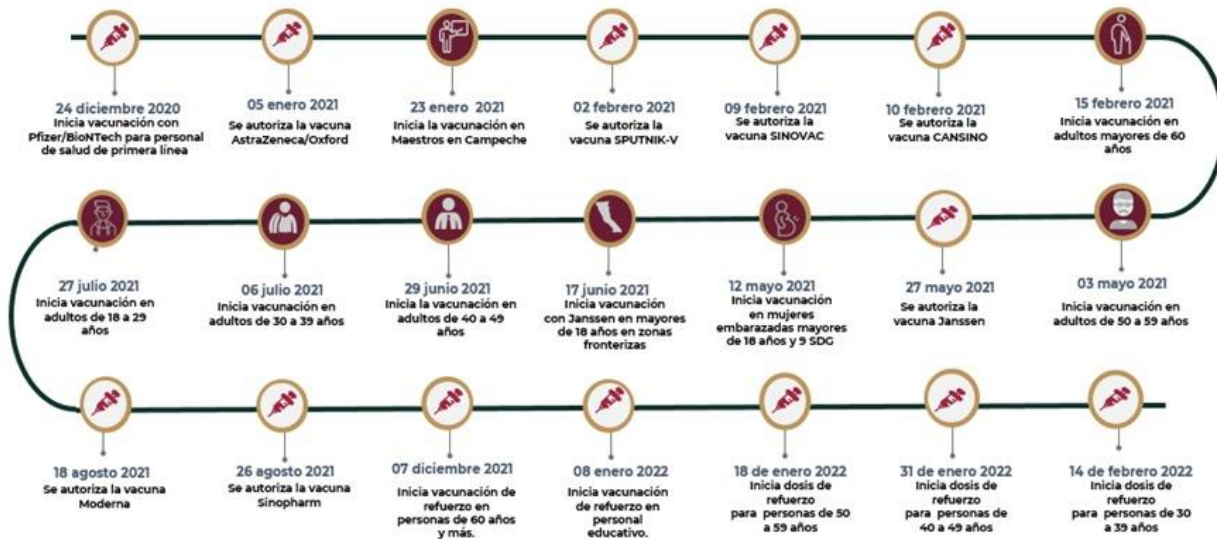 24 diciembre 2020
Inicia vacunación con
Pfizer/BioNTech para personal
de salud de primera línea
05 enero 2021
Se autoriza la vacuna
AstraZeneca/Oxford
23 enero 2021
Inicia la vacunación en
Maestros en Campeche
02 febrero 2021
Se autoriza la
vacuna SPUTNIK-V
09 febrero 2021
Se autoriza la
vacuna SINOVAC
10 febrero 2021
Se autoriza la
vacuna CANSINO
15 febrero 2021
Inicia vacunación en
adultos mayores de 60
años
27 julio 2021
Inicia vacunación en
adultos de 18 a 29
años
06 julio 2021
Inicia vacunación en
adultos de 30 a 39 años
29 junio 2021
Inicia la vacunación en
adultos de 40 a 49
años
17 junio 2021
Inicia vacunación
con Janssen en mayores
de 18 años en zonas
fronterizas
12 mayo 2021
Inicia vacunación
en mujeres
embarazadas mayores
de 18 años y 9 SDG
27 mayo 2021
Se autoriza la
vacuna Janssen
03 mayo 2021
Inicia vacunación en
adultos de 50 a 59 años
18 agosto 2021
Se autoriza la vacuna
Moderna
26 agosto 2021
Se autoriza la vacuna
Sinopharm
07 diciembre 2021
Inicia vacunación de
refuerzo en
personas de 60 años
y más.
08 enero 2022
Inicia vacunación
de refuerzo en
personal
educativo.
18 de enero 2022
Inicia dosis de
refuerzo
para personas de 50
a 59 años
31 de enero 2022
Inicia dosis de
refuerzo
para personas de
40 a 49 años
14 de febrero 2022
Inicia dosis de
refuerzo
para personas de 30
a 39 años